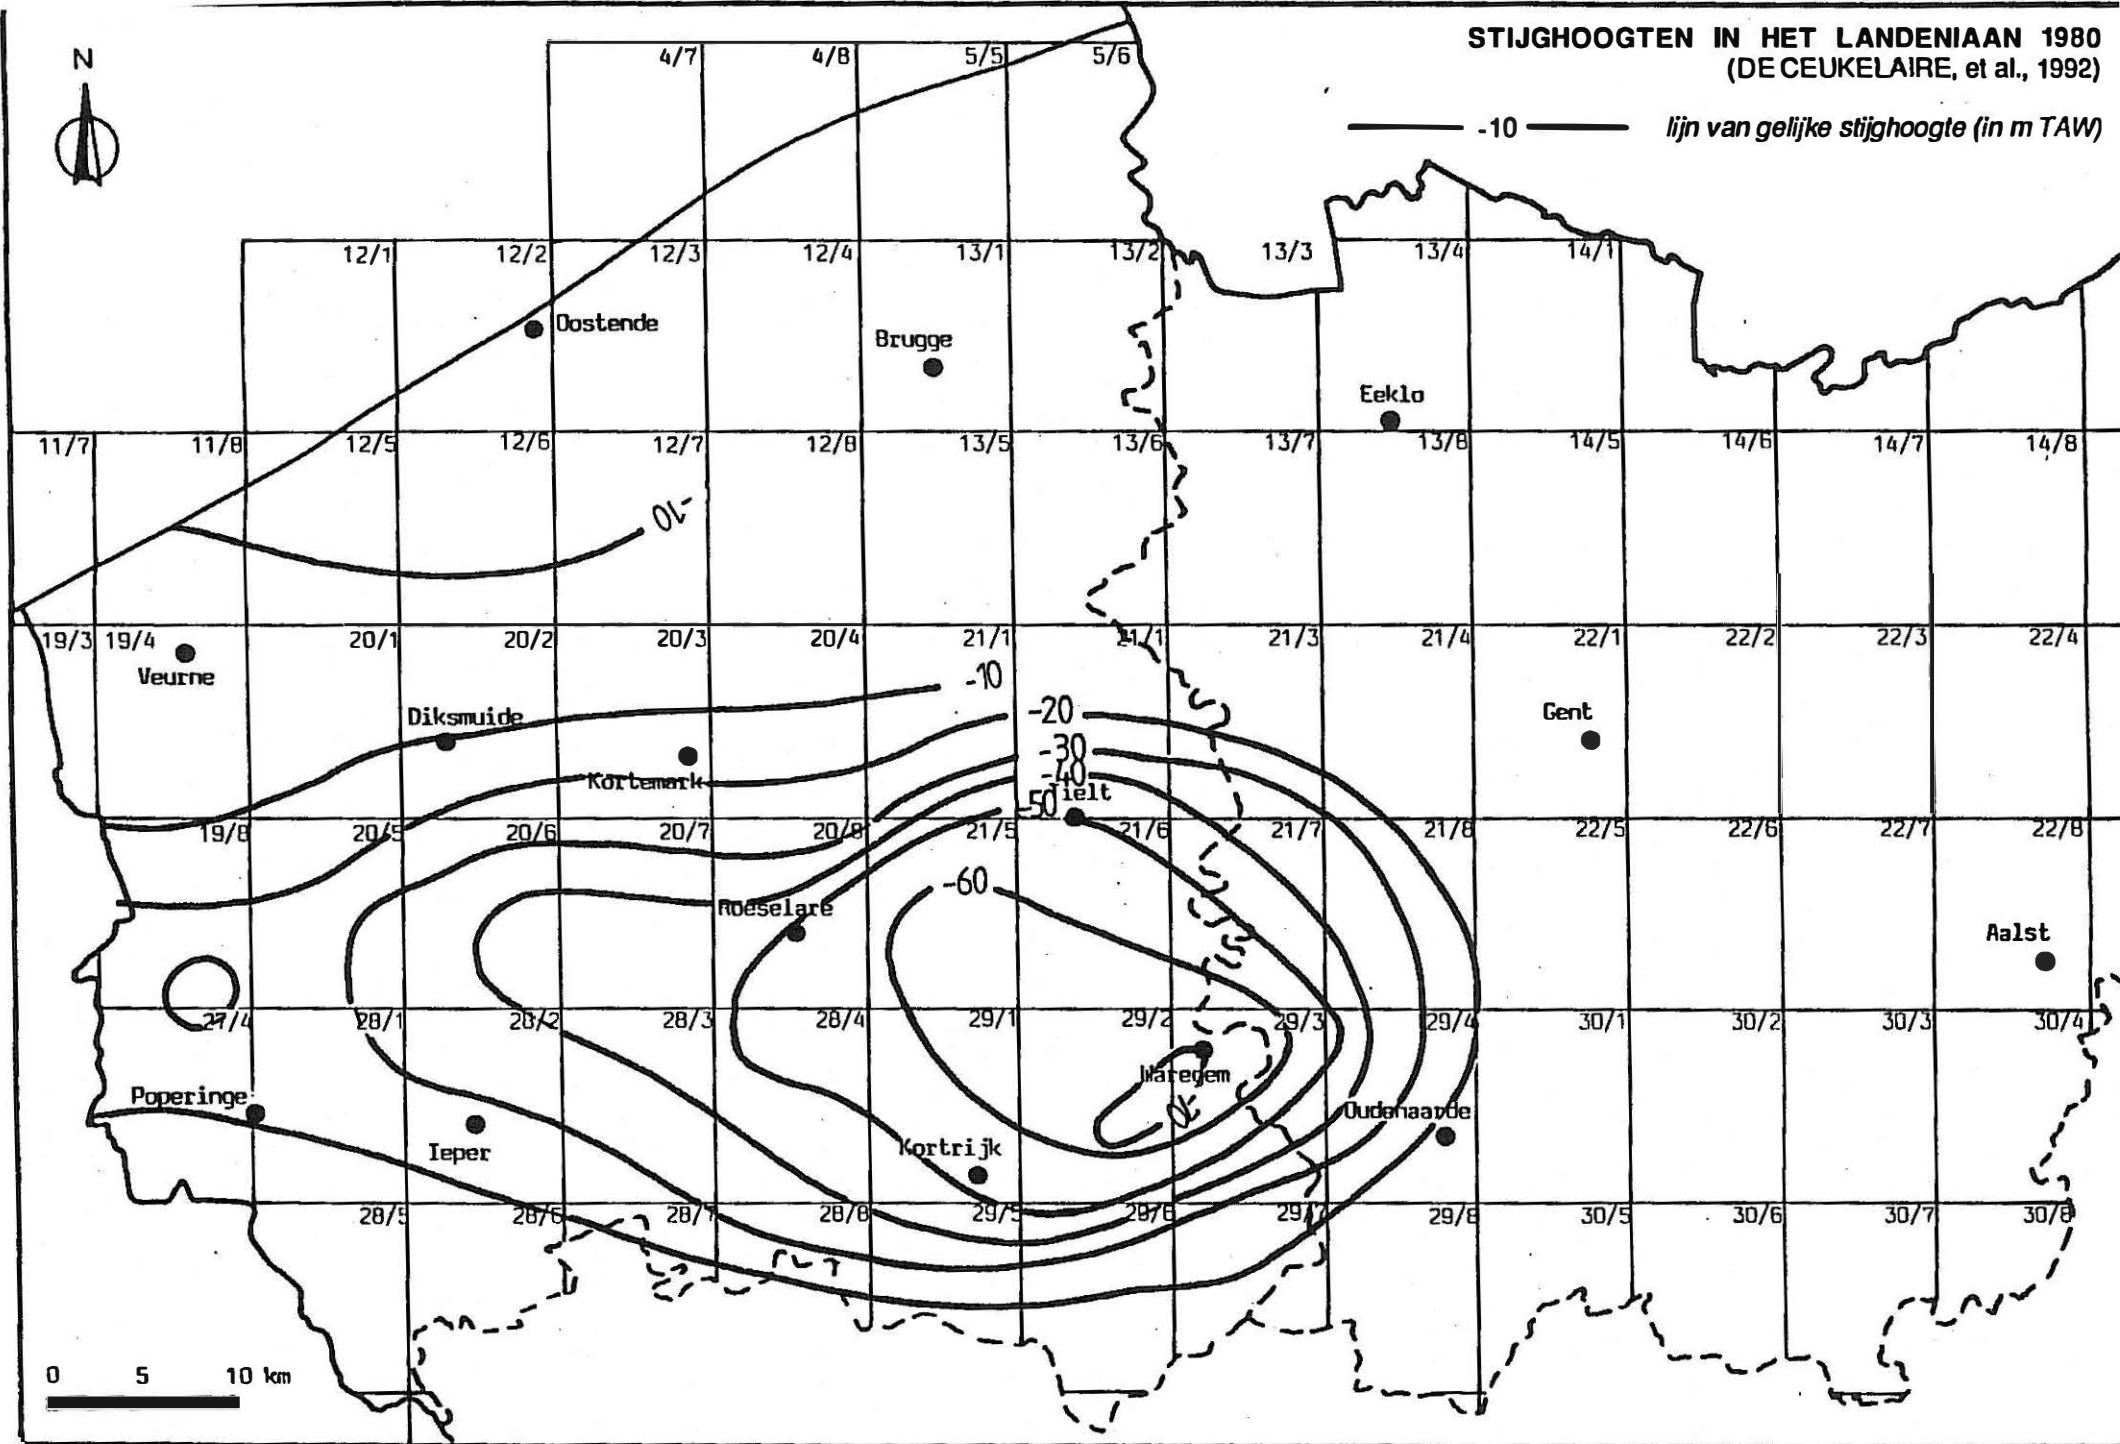 STIJGHOOGTEN IN HET LANDENIAAN 1980
(DE CEUKELAIRE, et al., 1992)
-10 lijn van gelijke stijghoogte (in m TAW)
N
4/7 4/8 5/5 5/6
12/1 12/2 12/3 12/4 13/1 13/2 13/3 13/4 14/1
Oostende
Brugge
Eeklo
11/7 11/8 12/5 12/6 12/7 12/8 13/5 13/6 13/7 13/8 14/5 14/6 14/7 14/8
-10
19/3 19/4 20/1 20/2 20/3 20/4 21/1 21/1 21/3 21/4 22/1 22/2 22/3 22/4
Veurne
-10
Diksmuide
-20
Gent
-30
Kortemark
-40
Tielt
-50
19/8 20/5 20/6 20/7 20/8 21/5 21/6 21/7 21/8 22/5 22/6 22/7 22/8
-60
Roeselare
Aalst
27/4 28/1 28/2 28/3 28/4 29/1 29/2 29/3 29/4 30/1 30/2 30/3 30/4
Waregem
Poperinge
Oudenaarde
Ieper
Kortrijk
28/5 28/6 28/7 28/8 29/5 29/6 29/7 29/8 30/5 30/6 30/7 30/8
0 5 10 km